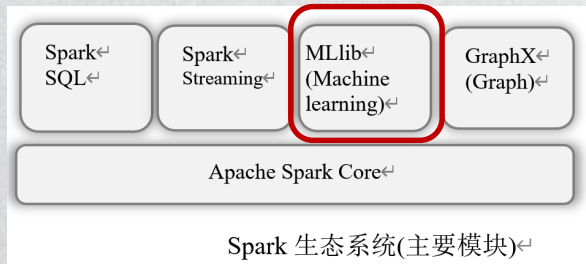 Spark
SQL
Spark
Streaming
MLlib
(Machine
learning)
GraphX
(Graph)
Apache Spark Core
Spark 生态系统(主要模块)